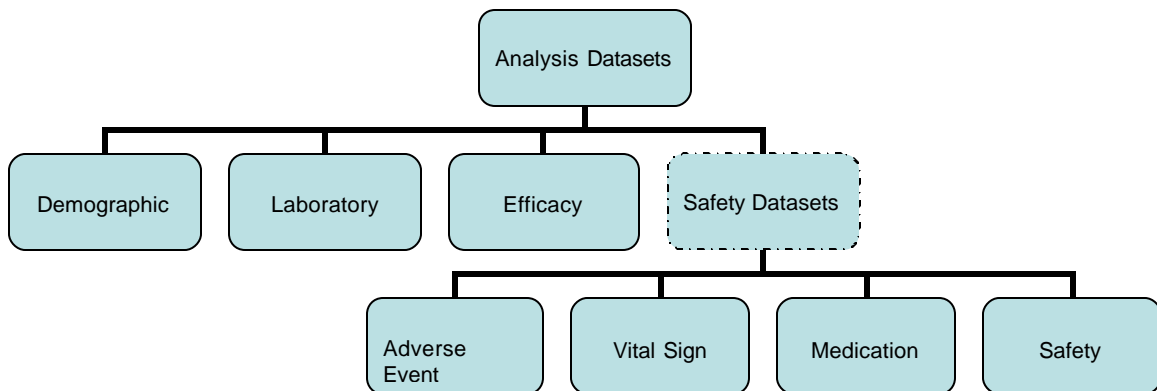 Analysis Datasets
Demographic
Laboratory
Efficacy
Safety Datasets
Adverse
Event
Vital Sign
Medication
Safety